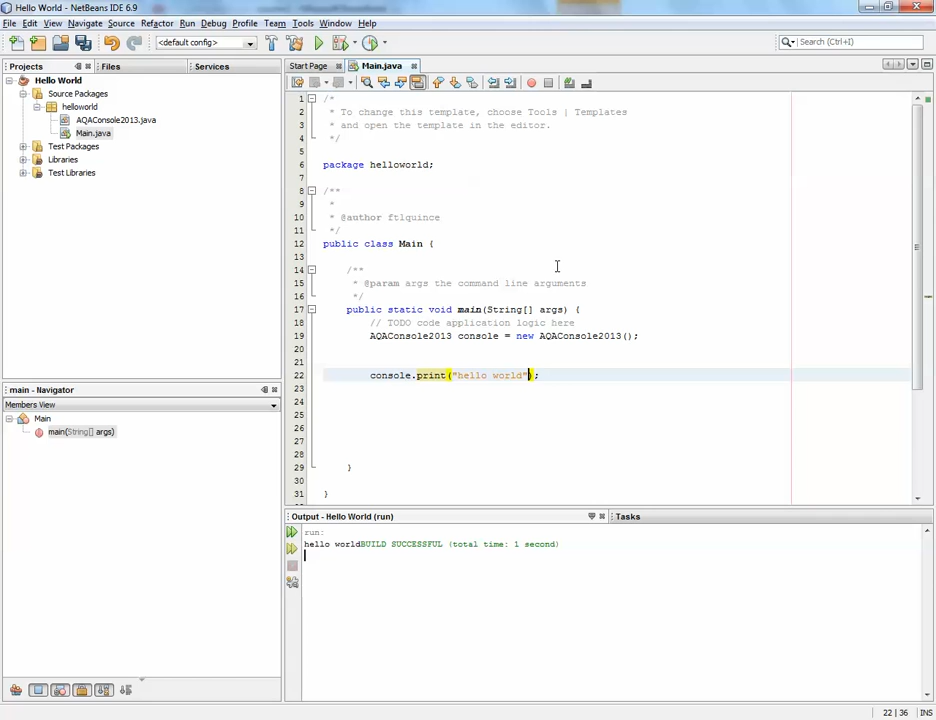 Hello World - NetBeans IDE 6.9
File Edit View Navigate Source Refactor Run Debug Profile Team Tools Window Help
<default config>
Search (Ctrl+I)
Projects
Files
Services
Start Page
Main.java
Hello World
Source Packages
helloworld
AQAConsole2013.java
Main.java
Test Packages
Libraries
Test Libraries
1 /*
2 * To change this template, choose Tools | Templates
3 * and open the template in the editor.
4 */
5
6 package helloworld;
7
8 /**
9 *
10 * @author ftlquince
11 */
12 public class Main {
13
14 /**
15 * @param args the command line arguments
16 */
17 public static void main(String[] args) {
18 // TODO code application logic here
19 AQAConsole2013 console = new AQAConsole2013();
20
21
22 console.print("hello world");
23
24
25
26
27
28
29 }
30
31 }
main - Navigator
Members View
Main
main(String[] args)
Output - Hello World (run)
Tasks
run:
hello worldBUILD SUCCESSFUL (total time: 1 second)
22 | 36 INS